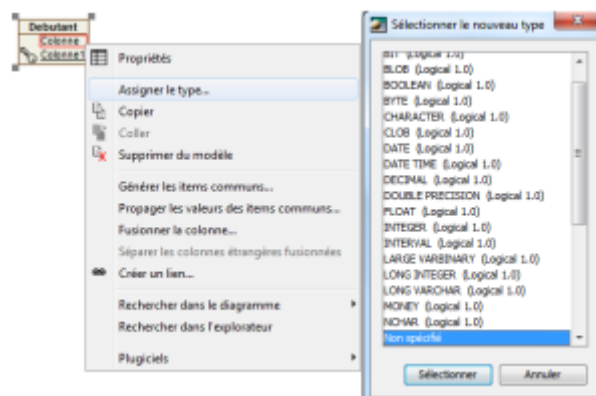 Debutant
Colonne
Colonne1
Propriétés
Assigner le type...
Copier
Coller
Supprimer du modèle
Générer les items communs...
Propager les valeurs des items communs...
Fusionner la colonne...
Séparer les colonnes étrangères fusionnées
Créer un lien...
Rechercher dans le diagramme
Rechercher dans l'explorateur
Plugiciels
Sélectionner le nouveau type
BIT (Logical 1.0)
BLOB (Logical 1.0)
BOOLEAN (Logical 1.0)
BYTE (Logical 1.0)
CHARACTER (Logical 1.0)
CLOB (Logical 1.0)
DATE (Logical 1.0)
DATE TIME (Logical 1.0)
DECIMAL (Logical 1.0)
DOUBLE PRECISION (Logical 1.0)
FLOAT (Logical 1.0)
INTEGER (Logical 1.0)
INTERVAL (Logical 1.0)
LARGE VARBINARY (Logical 1.0)
LONG INTEGER (Logical 1.0)
LONG VARCHAR (Logical 1.0)
MONEY (Logical 1.0)
NCHAR (Logical 1.0)
Non spécifié
Sélectionner
Annuler